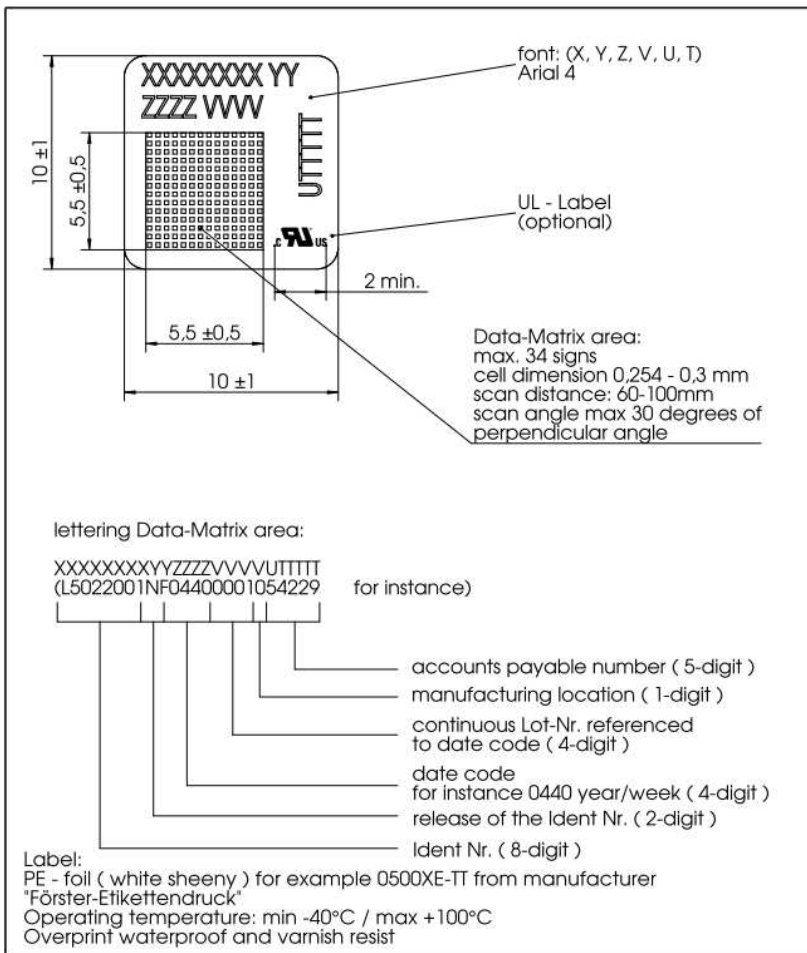 font: (X, Y, Z, V, U, T)
Arial 4
XXXXXXXX YY
ZZZZ VVVV
UTTTTT
10 ±1
5,5 ±0,5
UL - Label
(optional)
c RU US
2 min.
5,5 ±0,5
10 ±1
Data-Matrix area:
max. 34 signs
cell dimension 0,254 - 0,3 mm
scan distance: 60-100mm
scan angle max 30 degrees of
perpendicular angle
lettering Data-Matrix area:
XXXXXXXXYYZZZZVVVVUTTTTT
(L5022001NF04400001054229 for instance)
accounts payable number ( 5-digit )
manufacturing location ( 1-digit )
continuous Lot-Nr. referenced
to date code ( 4-digit )
date code
for instance 0440 year/week ( 4-digit )
release of the Ident Nr. ( 2-digit )
Ident Nr. ( 8-digit )
Label:
PE - foil ( white sheeny ) for example 0500XE-TT from manufacturer
"Förster-Etikettendruck"
Operating temperature: min -40°C / max +100°C
Overprint waterproof and varnish resist